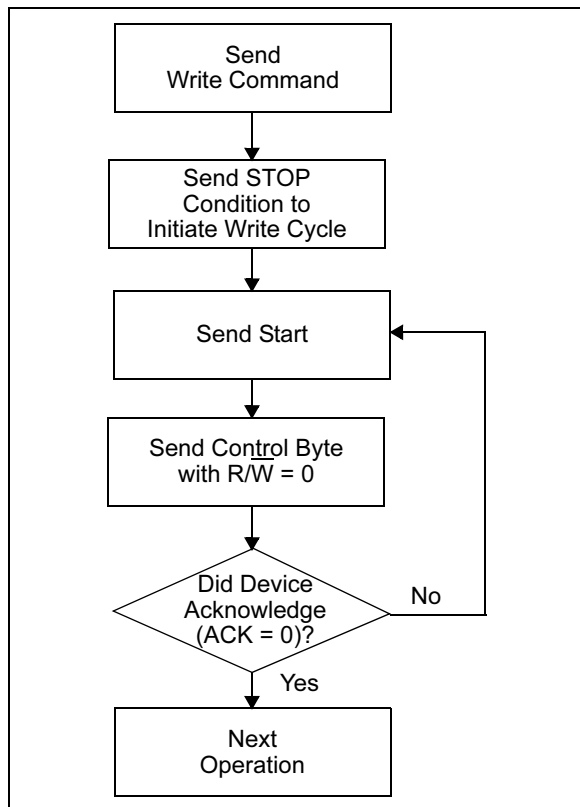 Send
Write Command
Send STOP
Condition to
Initiate Write Cycle
Send Start
Send Control Byte
with R/W̅ = 0
Did Device
Acknowledge
(ACK = 0)?
No
Yes
Next
Operation